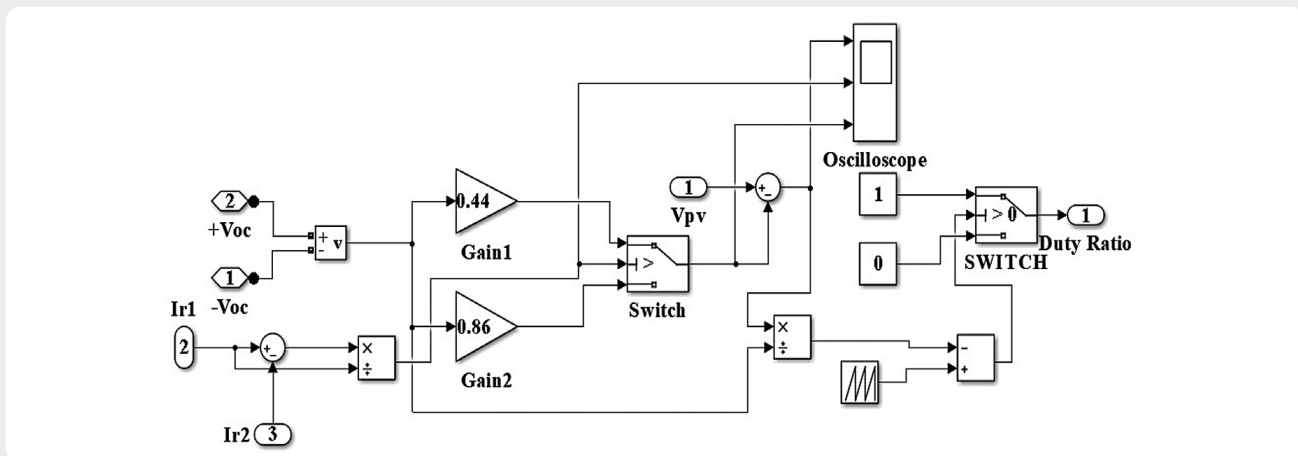 Oscilloscope
1
Vpv
+
-
1
0
> 0
SWITCH
1
Duty Ratio
2
+Voc
+
-
v
1
-Voc
0.44
Gain1
>
Switch
0.86
Gain2
Ir1
2
+
-
×
÷
Ir2
3
×
÷
-
+